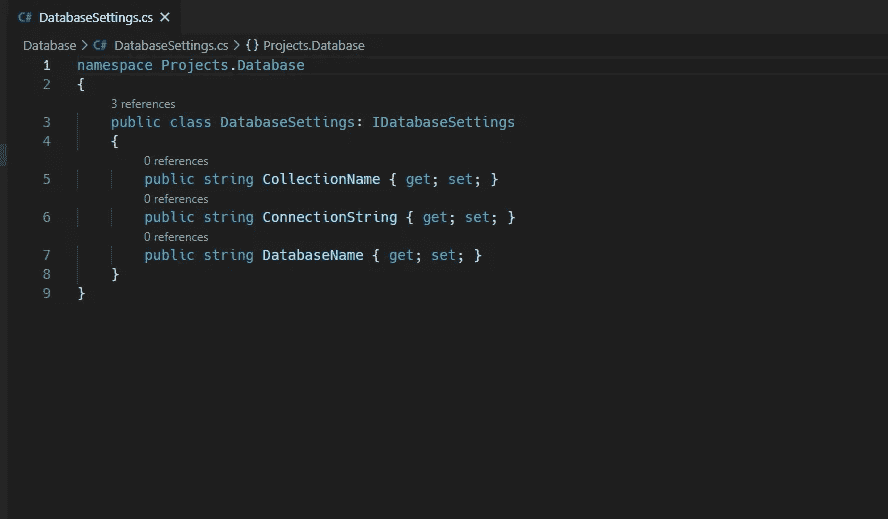 C# DatabaseSettings.cs ×
Database > C# DatabaseSettings.cs > {} Projects.Database
1 namespace Projects.Database
2 {
3 references
3 public class DatabaseSettings: IDatabaseSettings
4 {
0 references
5 public string CollectionName { get; set; }
0 references
6 public string ConnectionString { get; set; }
0 references
7 public string DatabaseName { get; set; }
8 }
9 }